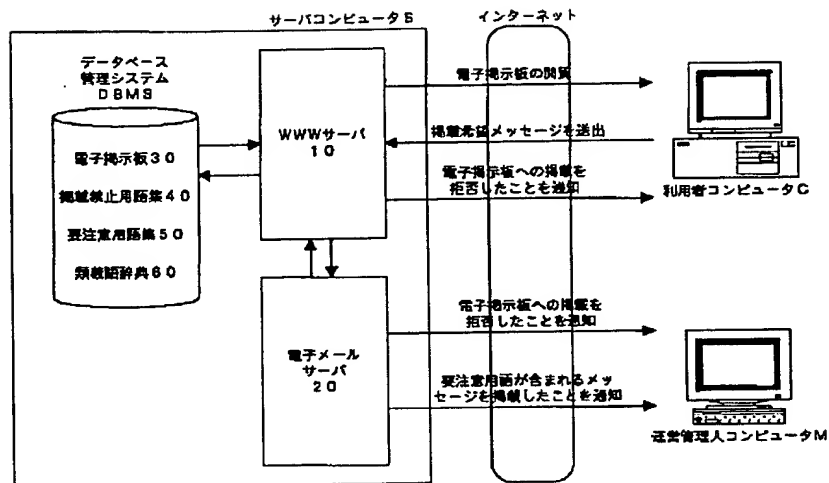 サーバコンピュータS
インターネット
データベース
管理システム
DBMS
電子掲示板30
掲載禁止用語集40
要注意用語集50
類義語辞典60
WWWサーバ
10
電子メール
サーバ
20
電子掲示板の閲覧
掲載希望メッセージを送出
電子掲示板への掲載を
拒否したことを通知
利用者コンピュータC
電子掲示板への掲載を
拒否したことを通知
要注意用語が含まれるメッ
セージを掲載したことを通知
運営管理人コンピュータM